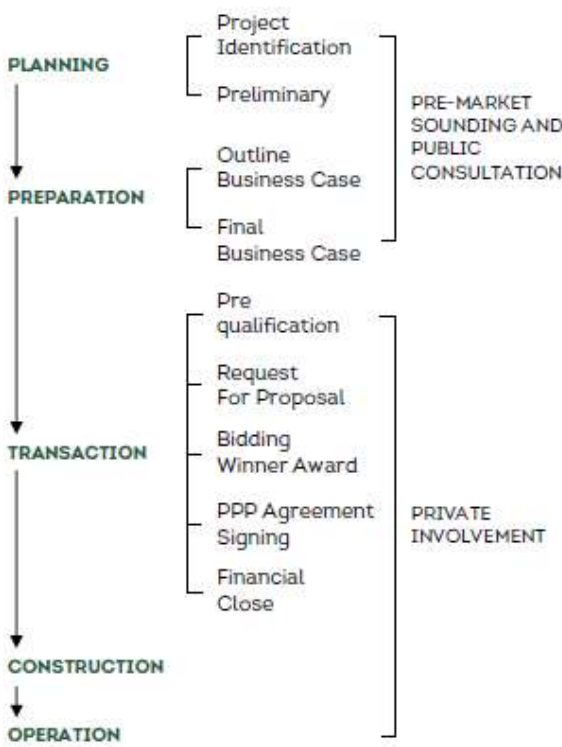 PLANNING
Project
Identification
Preliminary
PRE-MARKET
SOUNDING AND
PUBLIC
CONSULTATION
PREPARATION
Outline
Business Case
Final
Business Case
TRANSACTION
Pre
qualification
Request
For Proposal
Bidding
Winner Award
PPP Agreement
Signing
Financial
Close
PRIVATE
INVOLVEMENT
CONSTRUCTION
OPERATION